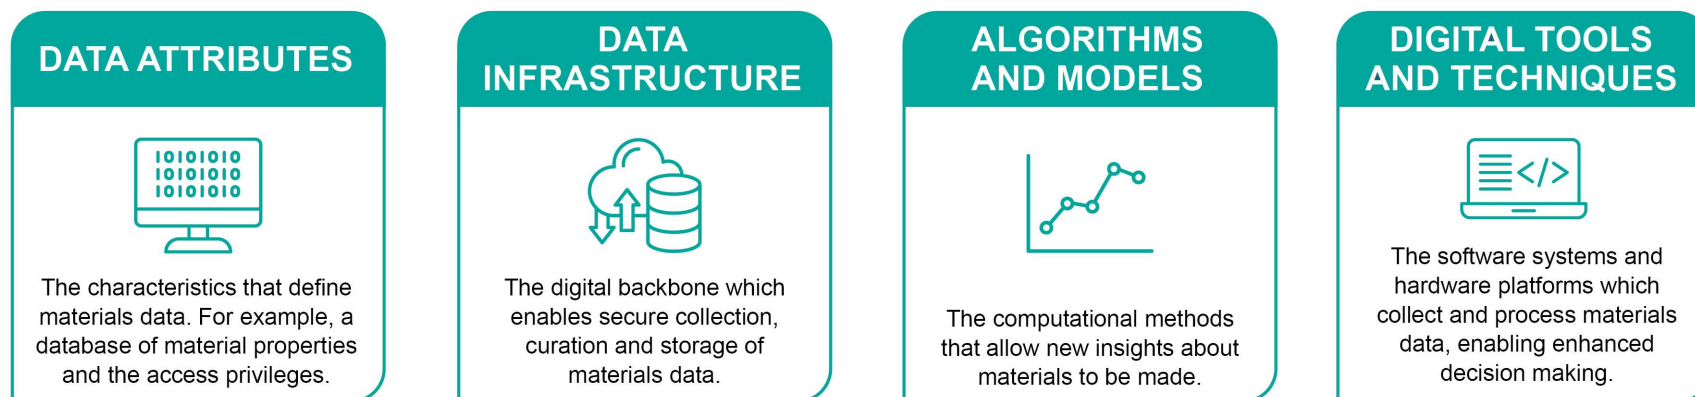 DATA ATTRIBUTES
10101010
10101010
10101010
The characteristics that define
materials data. For example, a
database of material properties
and the access privileges.
DATA
INFRASTRUCTURE
The digital backbone which
enables secure collection,
curation and storage of
materials data.
ALGORITHMS
AND MODELS
The computational methods
that allow new insights about
materials to be made.
DIGITAL TOOLS
AND TECHNIQUES
</>
The software systems and
hardware platforms which
collect and process materials
data, enabling enhanced
decision making.